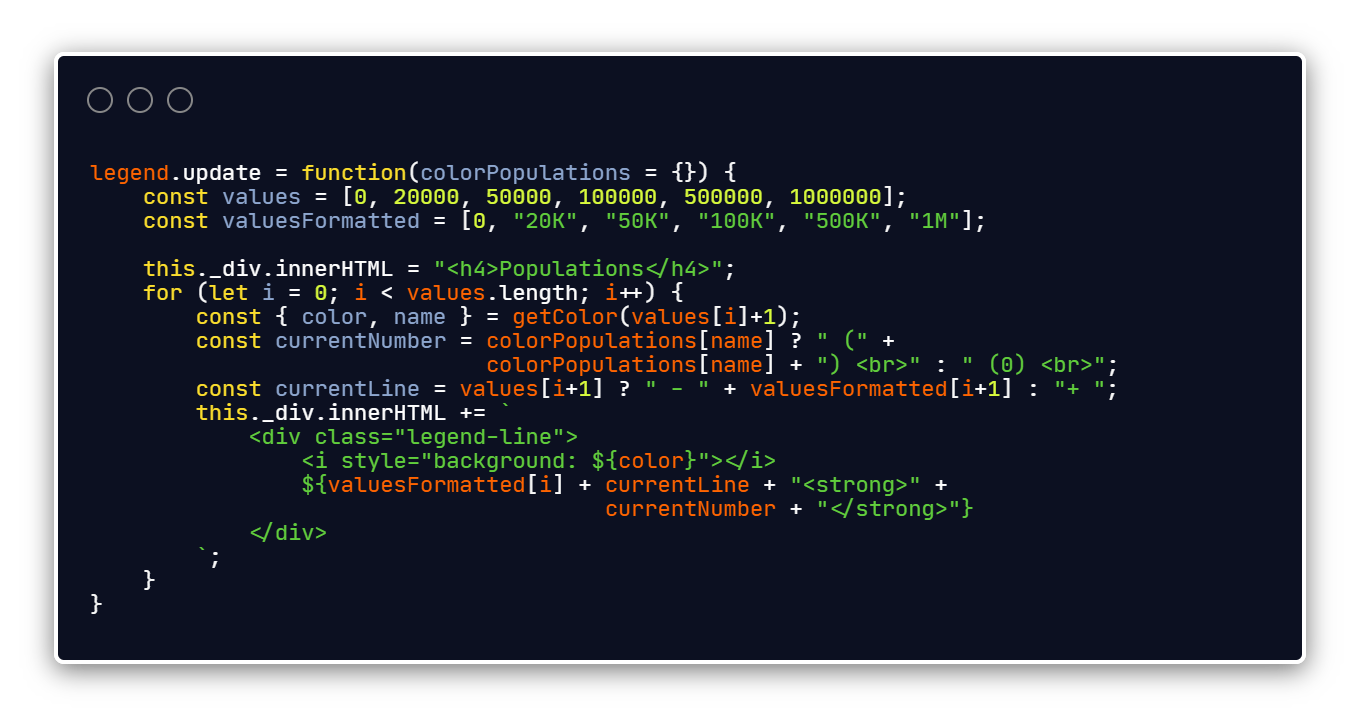 legend.update = function(colorPopulations = {}) {
    const values = [0, 20000, 50000, 100000, 500000, 1000000];
    const valuesFormatted = [0, "20K", "50K", "100K", "500K", "1M"];

    this._div.innerHTML = "<h4>Populations</h4>";
    for (let i = 0; i < values.length; i++) {
        const { color, name } = getColor(values[i]+1);
        const currentNumber = colorPopulations[name] ? " (" +
                              colorPopulations[name] + ") <br>" : " (0) <br>";
        const currentLine = values[i+1] ? " - " + valuesFormatted[i+1] : "+ ";
        this._div.innerHTML += `
            <div class="legend-line">
                <i style="background: ${color}"></i>
                ${valuesFormatted[i] + currentLine + "<strong>" +
                                       currentNumber + "</strong>"}
            </div>
        `;
    }
}